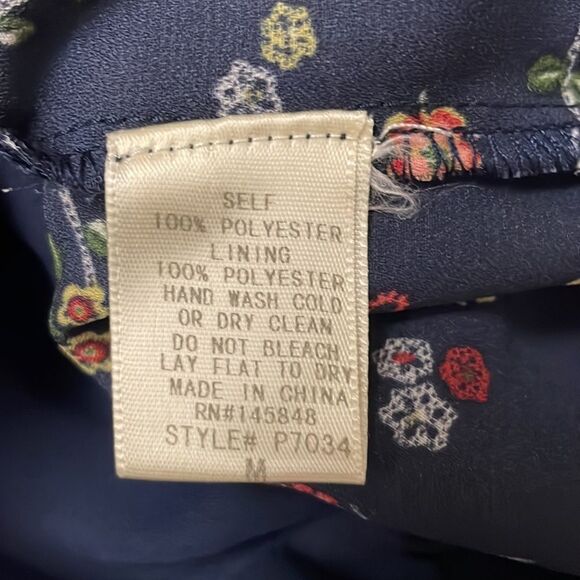 SELF
100% POLYESTER
LINING
100% POLYESTER
HAND WASH COLD
OR DRY CLEAN
DO NOT BLEACH
LAY FLAT TO DRY
MADE IN CHINA
RN#145848
STYLE# P7034
M